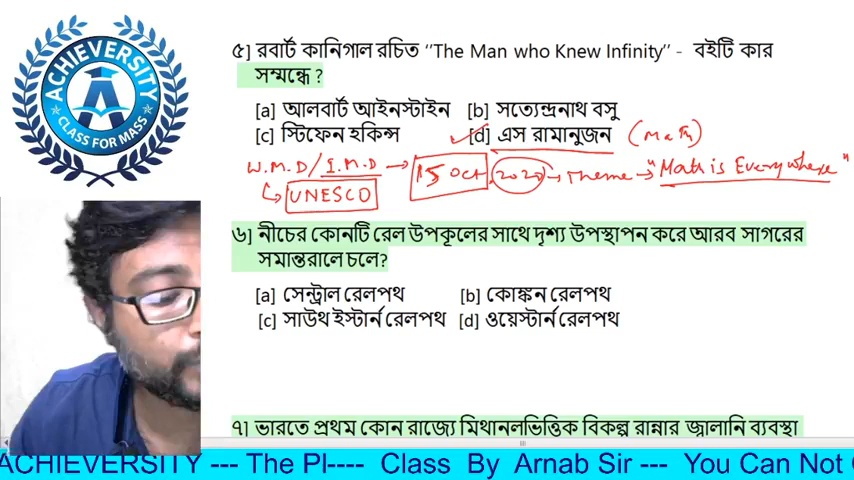 ACHIEVERSITY
CLASS FOR MASS
৫] রবার্ট কানিগাল রচিত "The Man who Knew Infinity" - বইটি কার
সম্মন্ধে ?
[a] আলবার্ট আইনস্টাইন [b] সত্যেন্দ্রনাথ বসু
[c] স্টিফেন হকিন্স [d] এস রামানুজন (Math)
W.M.D / I.M.D → 15 Oct 2020 → Theme → "Math is Everywhere"
↳ UNESCO
৬] নীচের কোনটি রেল উপকূলের সাথে দৃশ্য উপস্থাপন করে আরব সাগরের
সমান্তরালে চলে?
[a] সেন্ট্রাল রেলপথ [b] কোঙ্কন রেলপথ
[c] সাউথ ইস্টার্ন রেলপথ [d] ওয়েস্টার্ন রেলপথ
৭] ভারতে প্রথম কোন রাজ্যে মিথানলভিত্তিক বিকল্প রান্নার জ্বালানি ব্যবস্থা
ACHIEVERSITY --- The Pl---- Class By Arnab Sir --- You Can Not